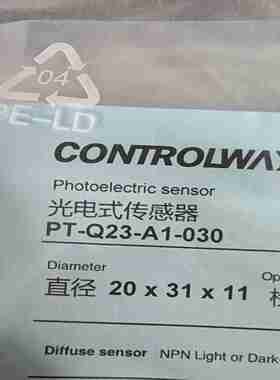 04
PE-LD
CONTROLWAY
Photoelectric sensor
光电式传感器
PT-Q23-A1-030
Diameter
直径 20 x 31 x 11
Diffuse sensor NPN Light or Dark-